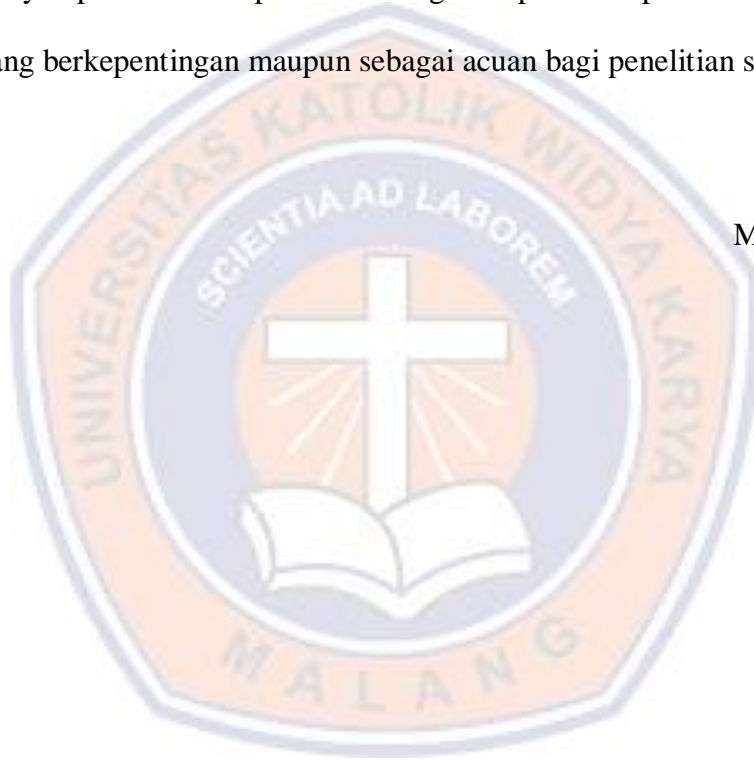 ang berkepentingan maupun sebagai acuan bagi penelitian s
M
UNIVERSITAS KATOLIK WIDYA KARYA
SCIENTIA AD LABOREM
MALANG